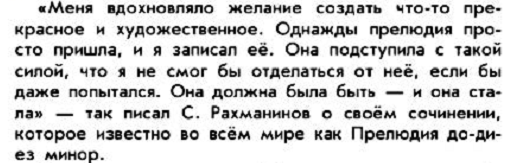 «Меня вдохновляло желание создать что-то пре-
красное и художественное. Однажды прелюдия про-
сто пришла, и я записал её. Она подступила с такой
силой, что я не смог бы отделаться от неё, если бы
даже попытался. Она должна была быть — и она ста-
ла» — так писал С. Рахманинов о своём сочинении,
которое известно во всём мире как Прелюдия до-ди-
ез минор.